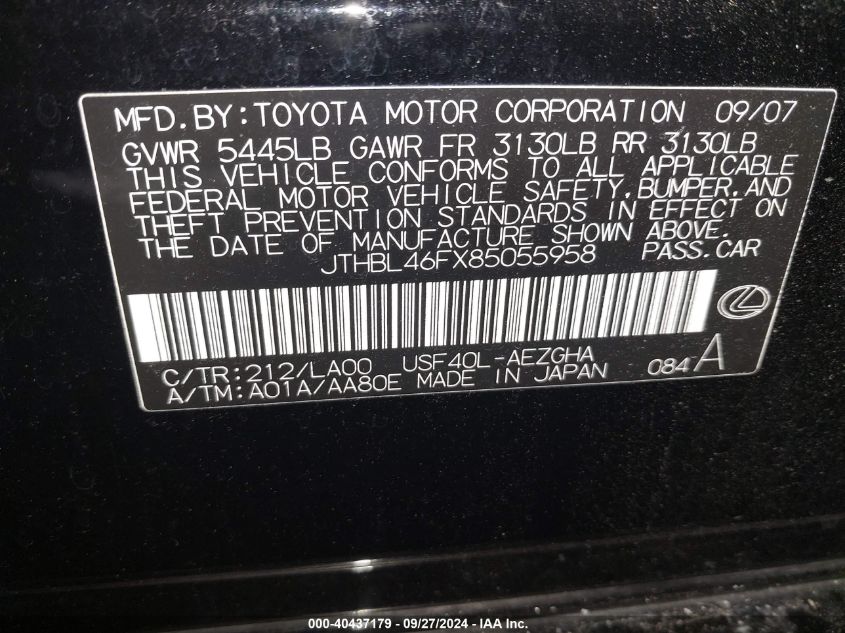 MFD.BY:TOYOTA MOTOR CORPORATION 09/07
GVWR 5445LB GAWR FR 3130LB RR 3130LB
THIS VEHICLE CONFORMS TO ALL APPLICABLE
FEDERAL MOTOR VEHICLE SAFETY,BUMPER,AND
THEFT PREVENTION STANDARDS IN EFFECT ON
THE DATE OF MANUFACTURE SHOWN ABOVE.
JTHBL46FX85055958 PASS.CAR
C/TR:212/LA00 USF40L-AEZGHA 084 A
A/TM:A01A/AA80E MADE IN JAPAN
000-40437179 - 09/27/2024 - IAA Inc.